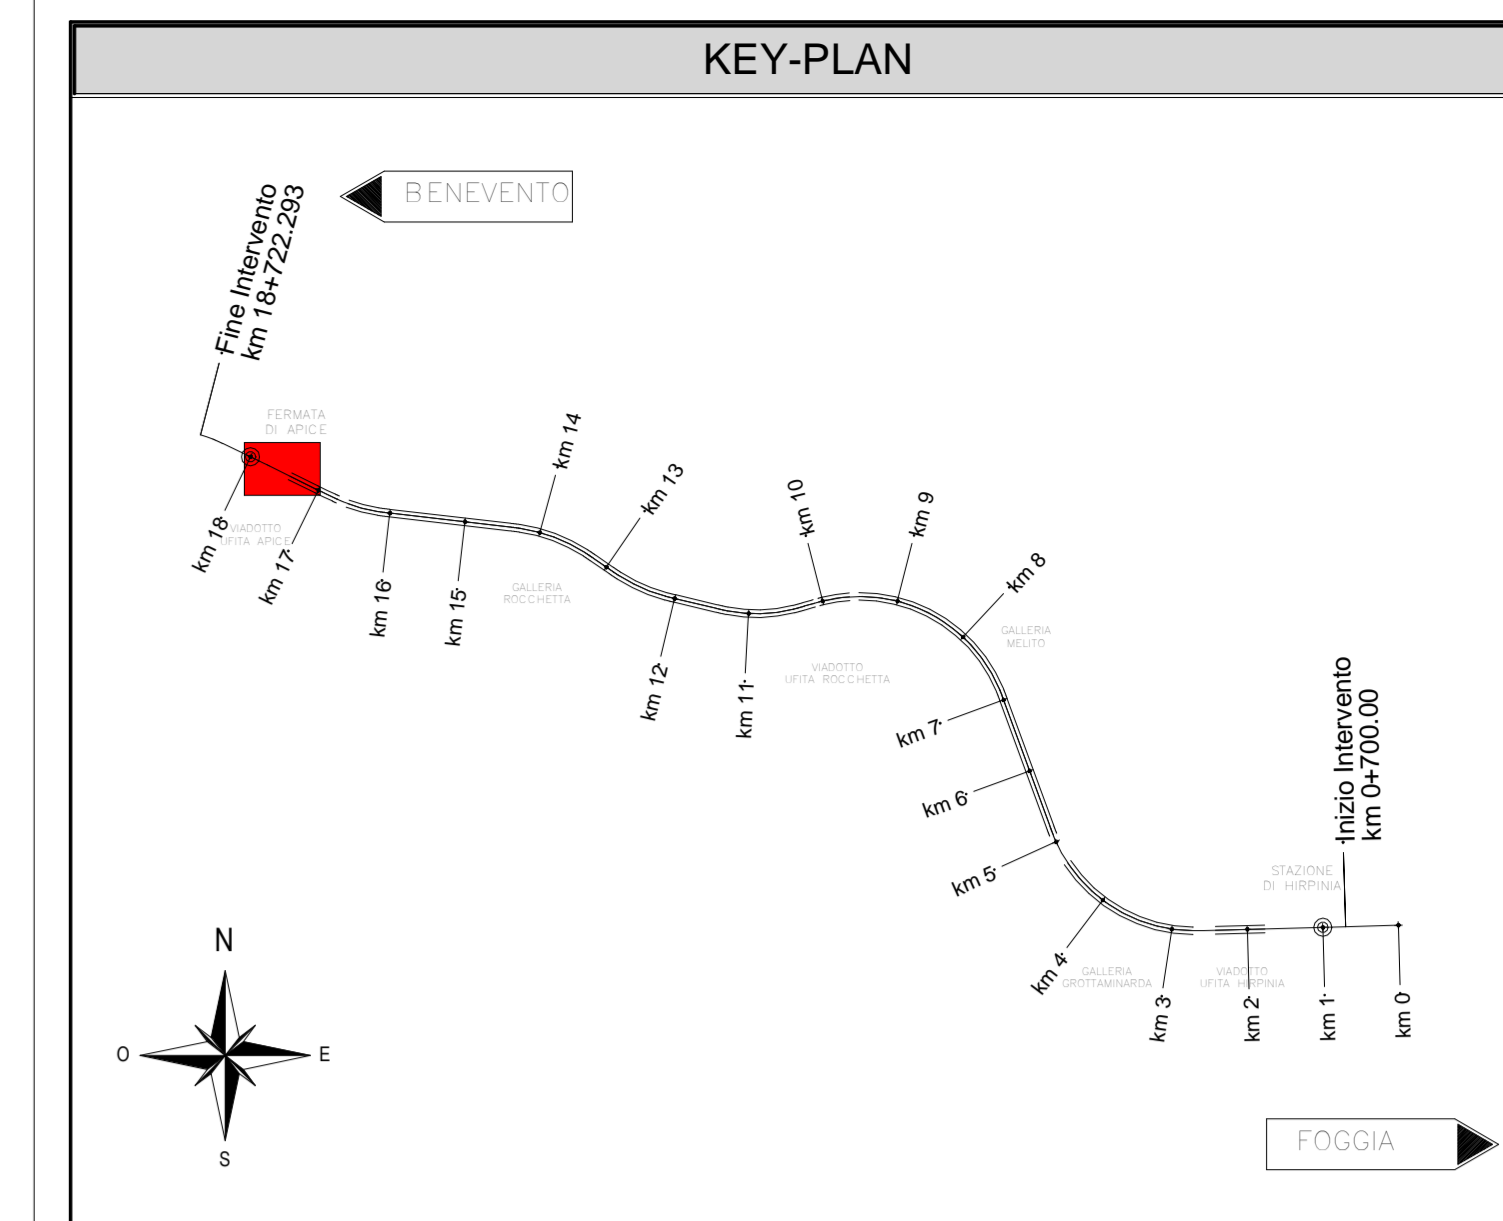 KEY-PLAN
BENEVENTO
Fine Intervento
km 18+722.293
FERMATA
DI APICE
km 14
km 13
km 10
km 9
km 8
km 18
VIADOTTO
UFITA APICE
km 17
km 16
km 15
GALLERIA
ROCCHETTA
GALLERIA
MELITO
km 12
km 11
VIADOTTO
UFITA ROCCHETTA
km 7
km 6
Inizio Intervento
km 0+700.00
km 5
STAZIONE
DI HIRPINIA
km 4
GALLERIA
GROTTAMINARDA
km 3
VIADOTTO
UFITA HIRPINIA
km 2
km 1
km 0
N
O
E
S
FOGGIA